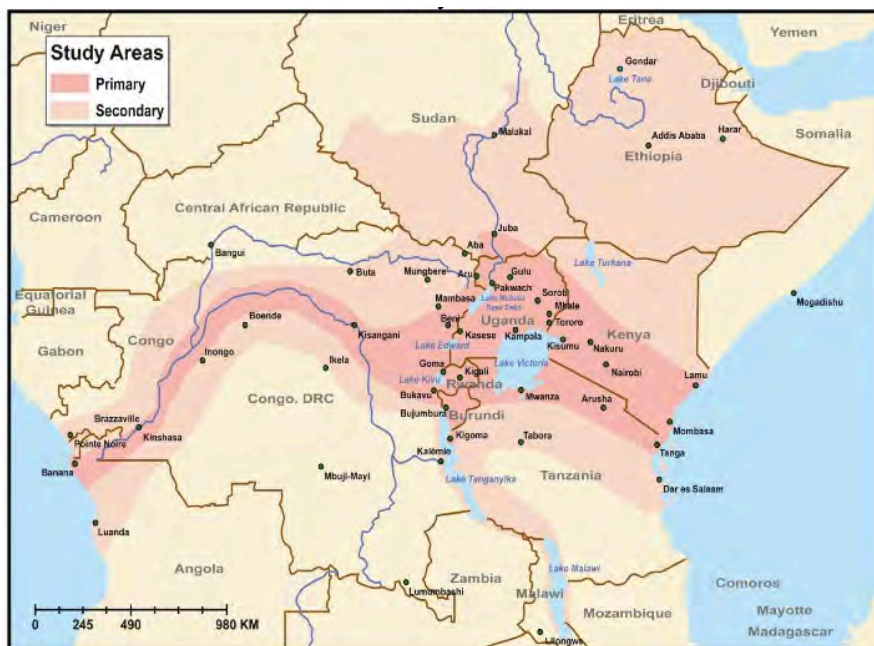 Niger
Eritrea
Yemen
Study Areas
Primary
Secondary
Gondar
Lake Tana
Djibouti
Sudan
Malakal
Addis Ababa
Harar
Somalia
Ethiopia
Cameroon
Central African Republic
Juba
Bangui
Aba
Lake Turkana
Buta
Mungbere
Aru
Gulu
Pakwach
Equatorial
Guinea
Mambasa
Soroti
Mogadishu
Congo
Boende
Kisangani
Beni
Uganda
Mbale
Tororo
Kenya
Kasese
Kampala
Gabon
Lake Edward
Kisumu
Nakuru
Inongo
Ikela
Goma
Kigali
Lake Victoria
Nairobi
Lake Kivu
Rwanda
Lamu
Congo, DRC
Bukavu
Mwanza
Arusha
Brazzaville
Bujumbura
Burundi
Mombasa
Pointe Noire
Kinshasa
Kigoma
Tabora
Tanga
Banana
Kalemie
Mbuji-Mayi
Tanzania
Lake Tanganyika
Dar es Salaam
Luanda
Angola
Lake Malawi
Zambia
Lumumbashi
Malawi
Comoros
Mozambique
Mayotte
0 245 490 980 KM
Lilongwe
Madagascar